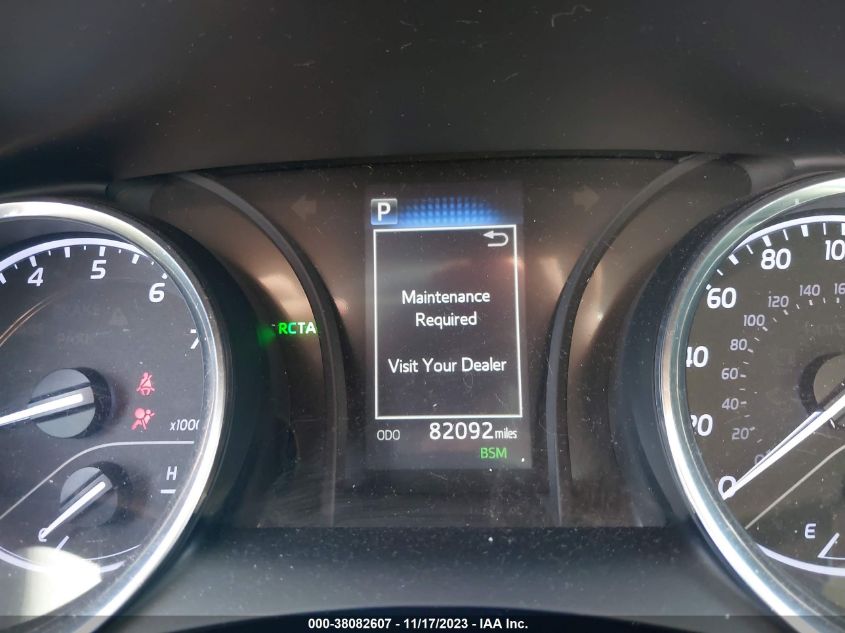 P
Maintenance
Required
Visit Your Dealer
ODO 82092 miles
BSM
RCTA
4 5 6 7
x1000
H
C
0 20 40 60 80
0 20 40 60 80 100 120 140
E
000-38082607 - 11/17/2023 - IAA Inc.